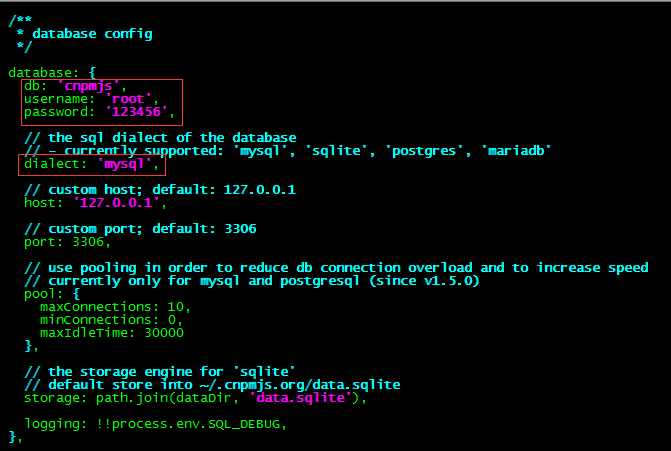 /**
 * database config
 */
database: {
  db: 'cnpmjs',
  username: 'root',
  password: '123456',
  // the sql dialect of the database
  // - currently supported: 'mysql', 'sqlite', 'postgres', 'mariadb'
  dialect: 'mysql',
  // custom host; default: 127.0.0.1
  host: '127.0.0.1',
  // custom port; default: 3306
  port: 3306,
  // use pooling in order to reduce db connection overload and to increase speed
  // currently only for mysql and postgresql (since v1.5.0)
  pool: {
    maxConnections: 10,
    minConnections: 0,
    maxIdleTime: 30000
  },
  // the storage engine for 'sqlite'
  // default store into ~/.cnpmjs.org/data.sqlite
  storage: path.join(dataDir, 'data.sqlite'),
  logging: !!process.env.SQL_DEBUG,
},